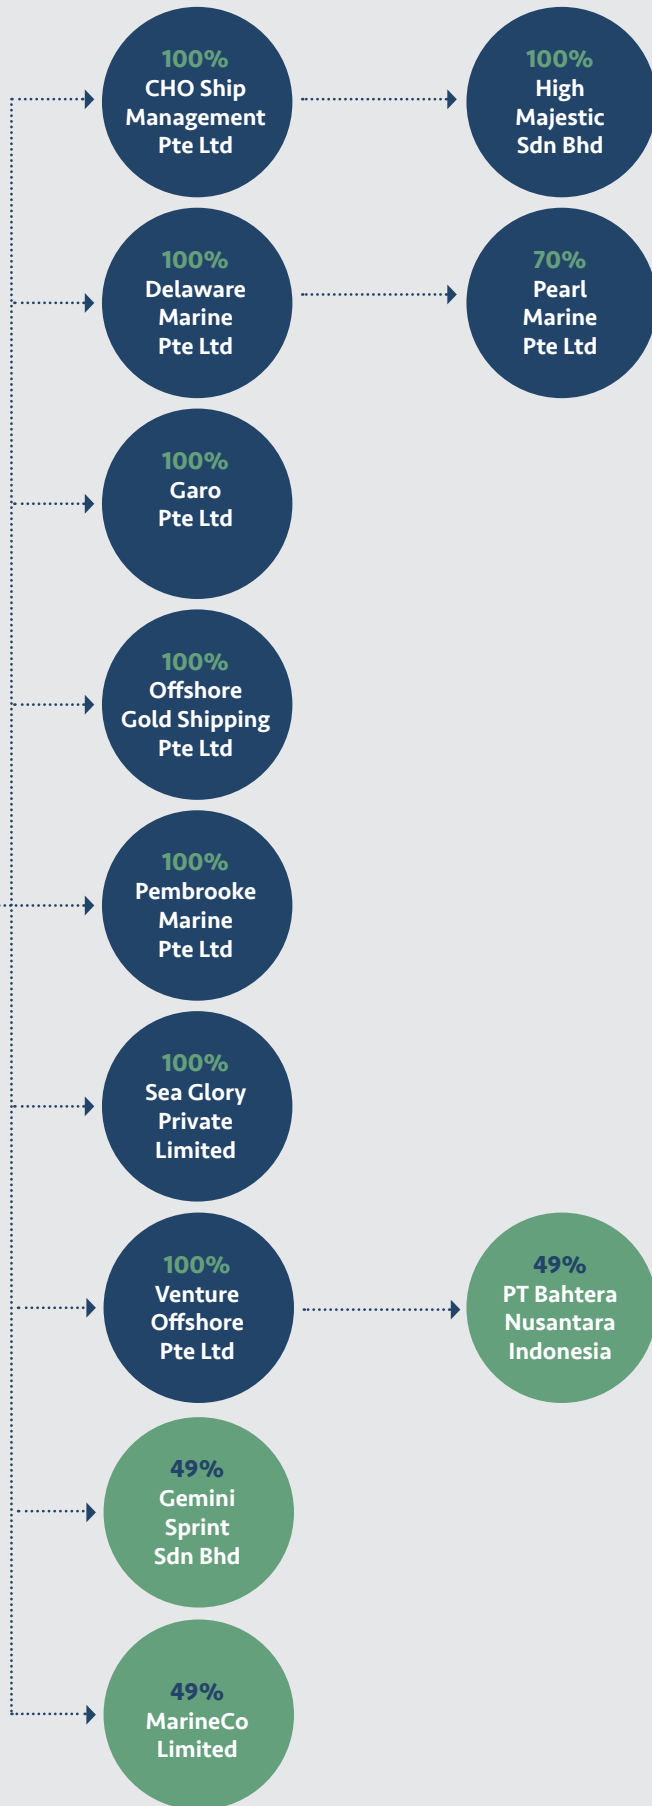 100%
CHO Ship
Management
Pte Ltd
100%
High
Majestic
Sdn Bhd
100%
Delaware
Marine
Pte Ltd
70%
Pearl
Marine
Pte Ltd
100%
Garo
Pte Ltd
100%
Offshore
Gold Shipping
Pte Ltd
100%
Pembrooke
Marine
Pte Ltd
100%
Sea Glory
Private
Limited
100%
Venture
Offshore
Pte Ltd
49%
PT Bahtera
Nusantara
Indonesia
49%
Gemini
Sprint
Sdn Bhd
49%
MarineCo
Limited